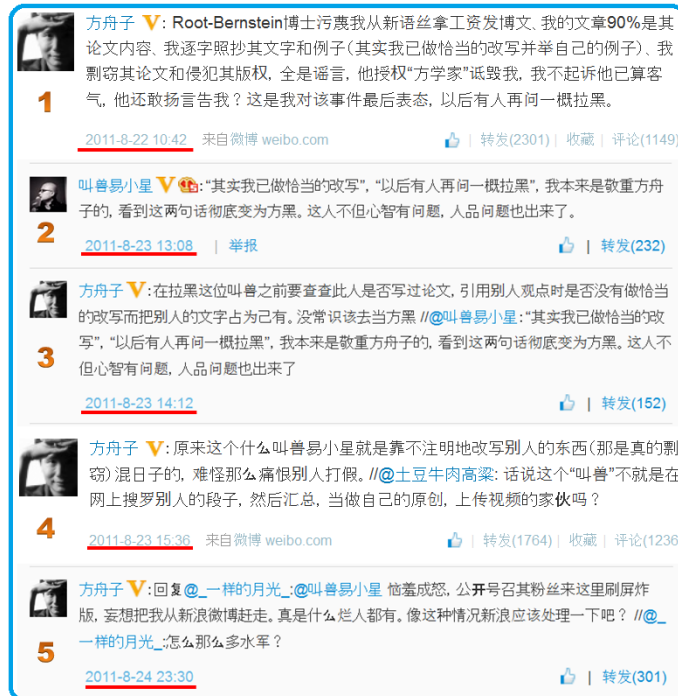 方舟子 V: Root-Bernstein博士污蔑我从新语丝拿工资发博文、我的文章90%是其
论文内容、我逐字照抄其文字和例子(其实我已做恰当的改写并举自己的例子)、我
剽窃其论文和侵犯其版权, 全是谣言, 他授权“方学家”诋毁我, 我不起诉他已算客
气, 他还敢扬言告我？这是我对该事件最后表态, 以后有人再问一概拉黑。
1
2011-8-22 10:42 来自微博 weibo.com | 转发(2301) | 收藏 | 评论(1149)
叫兽易小星 V :“其实我已做恰当的改写”, “以后有人再问一概拉黑”, 我本来是敬重方舟
子的, 看到这两句话彻底变为方黑。这人不但心智有问题, 人品问题也出来了。
2
2011-8-23 13:08 | 举报 | 转发(232)
方舟子 V:在拉黑这位叫兽之前要查查此人是否写过论文, 引用别人观点时是否没有做恰当
的改写而把别人的文字占为己有。没常识该去当方黑 //@叫兽易小星:“其实我已做恰当的改
写”, “以后有人再问一概拉黑”, 我本来是敬重方舟子的, 看到这两句话彻底变为方黑。这人不
但心智有问题, 人品问题也出来了
3
2011-8-23 14:12 | 转发(152)
方舟子 V: 原来这个什么叫兽易小星就是靠不注明地改写别人的东西(那是真的剽
窃)混日子的, 难怪那么痛恨别人打假。//@土豆牛肉高粱: 话说这个“叫兽”不就是在
网上搜罗别人的段子, 然后汇总, 当做自己的原创, 上传视频的家伙吗？
4
2011-8-23 15:36 来自微博 weibo.com | 转发(1764) | 收藏 | 评论(1236
方舟子 V:回复@_一样的月光_:@叫兽易小星 恼羞成怒, 公开号召其粉丝来这里刷屏炸
版, 妄想把我从新浪微博赶走。真是什么烂人都有。像这种情况新浪应该处理一下吧？ //@_
一样的月光_:怎么那么多水军？
5
2011-8-24 23:30 | 转发(301)